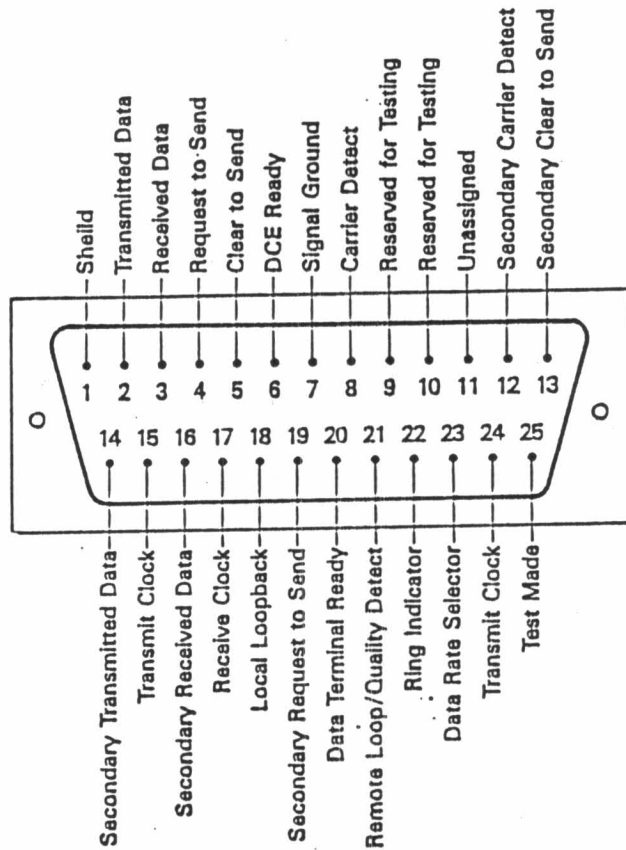 Sheild
Transmitted Data
Received Data
Request to Send
Clear to Send
DCE Ready
Signal Ground
Carrier Detect
Reserved for Testing
Reserved for Testing
Unassigned
Secondary Carrier Detect
Secondary Clear to Send
1 2 3 4 5 6 7 8 9 10 11 12 13
14 15 16 17 18 19 20 21 22 23 24 25
Secondary Transmitted Data
Transmit Clock
Secondary Received Data
Receive Clock
Local Loopback
Secondary Request to Send
Data Terminal Ready
Remote Loop/Quality Detect
Ring Indicator
Data Rate Selector
Transmit Clock
Test Made